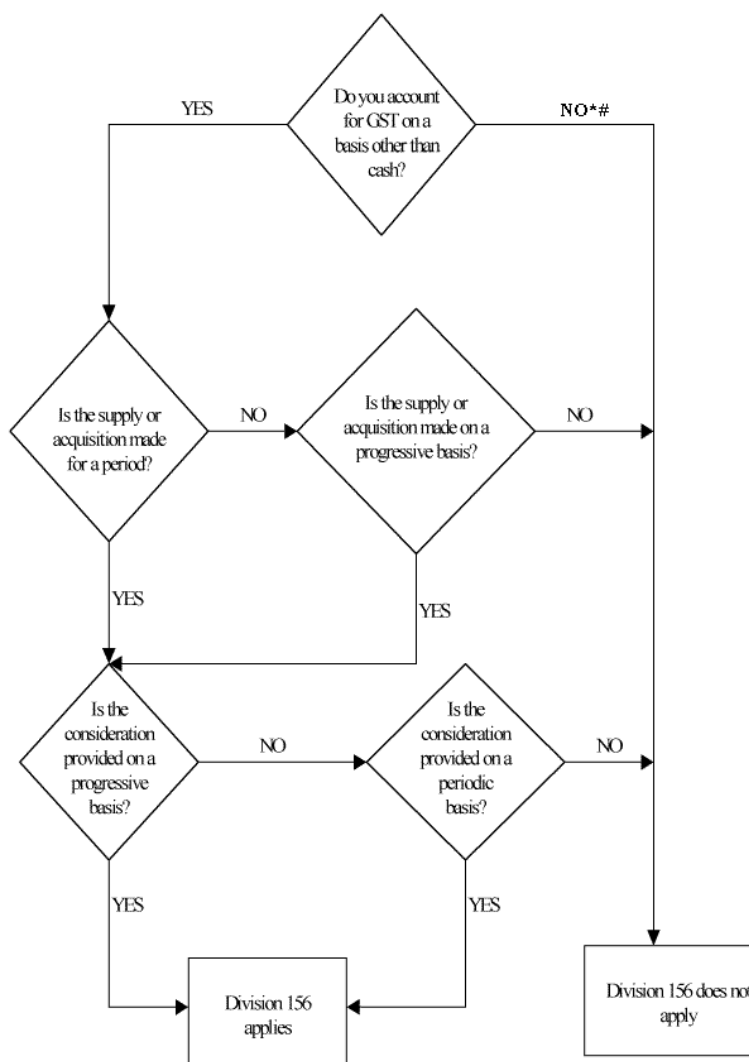 Do you account
for GST on a
basis other than
cash?
YES
NO*#
Is the supply or
acquisition made
for a period?
NO
Is the supply or
acquisition made on a
progressive basis?
NO
YES
YES
Is the
consideration
provided on a
progressive
basis?
NO
Is the
consideration
provided on a
periodic
basis?
NO
YES
YES
Division 156
applies
Division 156 does not
apply